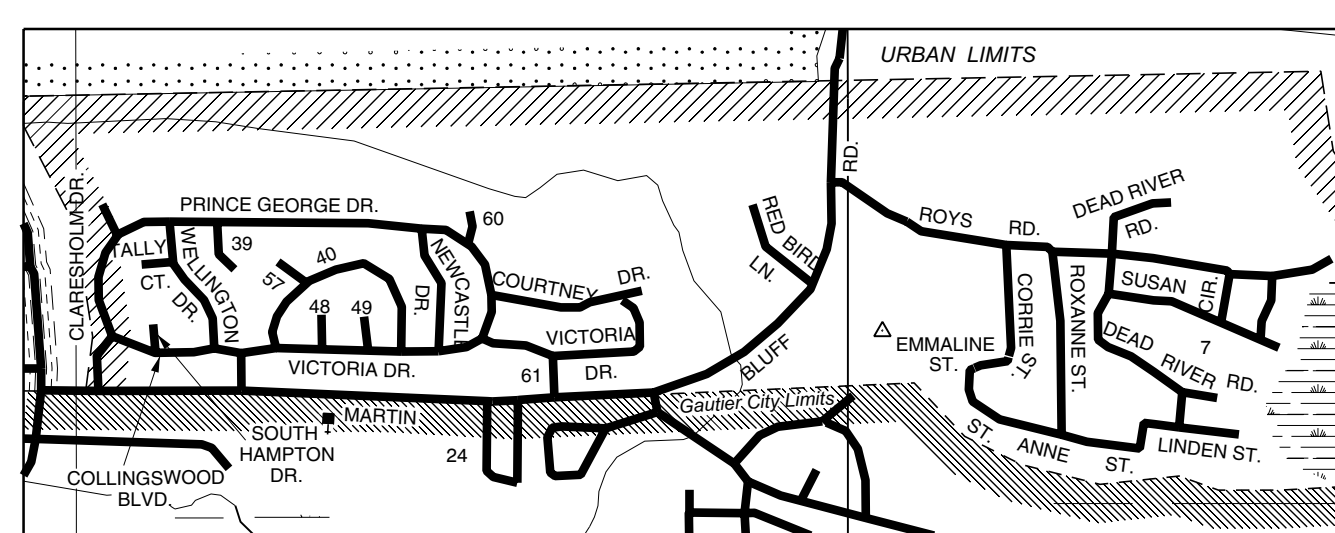 URBAN LIMITS
RD.
CLARESHOLM DR.
PRINCE GEORGE DR.
60
DEAD RIVER
RD.
ROYS
RD.
RED BIRD
LN.
TALLY
CT.
WELLINGTON
DR.
39
40
57
48
49
NEWCASTLE
DR.
COURTNEY
DR.
SUSAN
CIR.
CORRIE ST.
ROXANNE ST.
VICTORIA
DR.
VICTORIA DR.
61
BLUFF
EMMALINE
ST.
DEAD RIVER RD.
7
Gautier City Limits
MARTIN
SOUTH
HAMPTON
DR.
24
COLLINGSWOOD
BLVD.
ST. ANNE ST.
LINDEN ST.